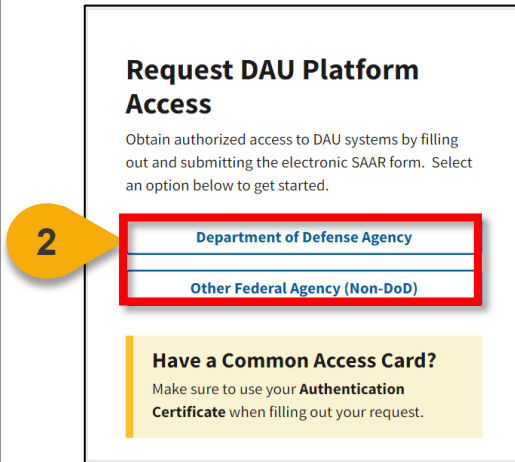 Request DAU Platform
Access
Obtain authorized access to DAU systems by filling
out and submitting the electronic SAAR form. Select
an option below to get started.
2
Department of Defense Agency
Other Federal Agency (Non-DoD)
Have a Common Access Card?
Make sure to use your Authentication
Certificate when filling out your request.